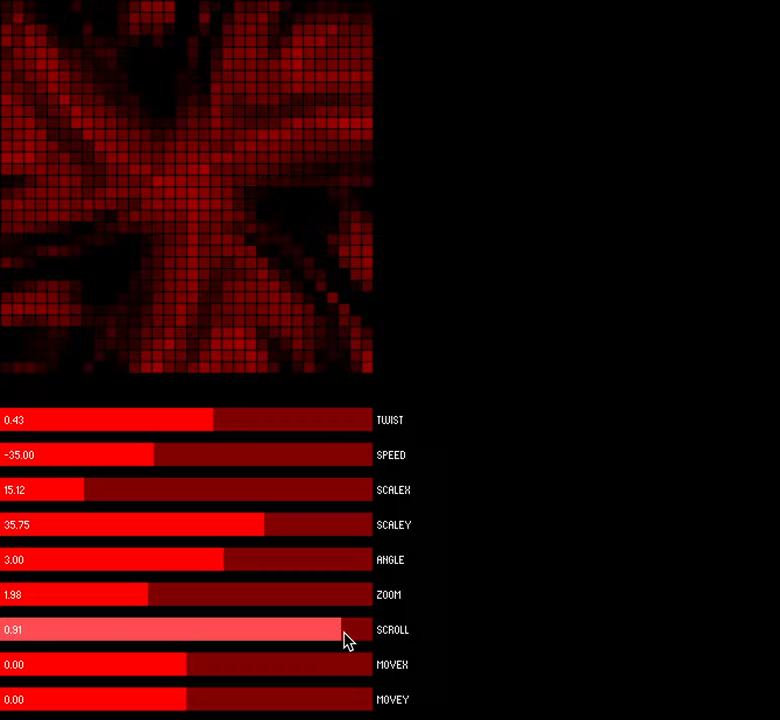 0.43 TWIST
-35.00 SPEED
15.12 SCALEX
35.75 SCALEY
3.00 ANGLE
1.98 ZOOM
0.91 SCROLL
0.00 MOVEX
0.00 MOVEY